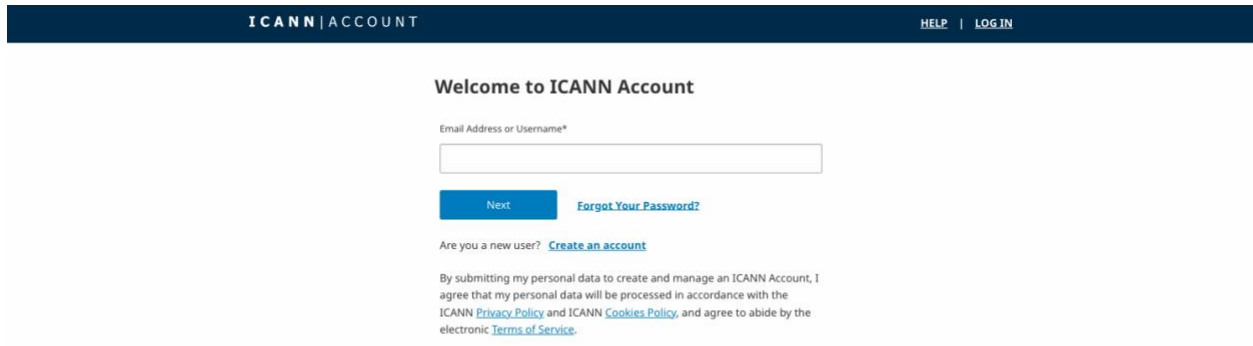 ICANN|ACCOUNT
HELP | LOG IN
Welcome to ICANN Account
Email Address or Username*
Next Forgot Your Password?
Are you a new user? Create an account
By submitting my personal data to create and manage an ICANN Account, I
agree that my personal data will be processed in accordance with the
ICANN Privacy Policy and ICANN Cookies Policy, and agree to abide by the
electronic Terms of Service.